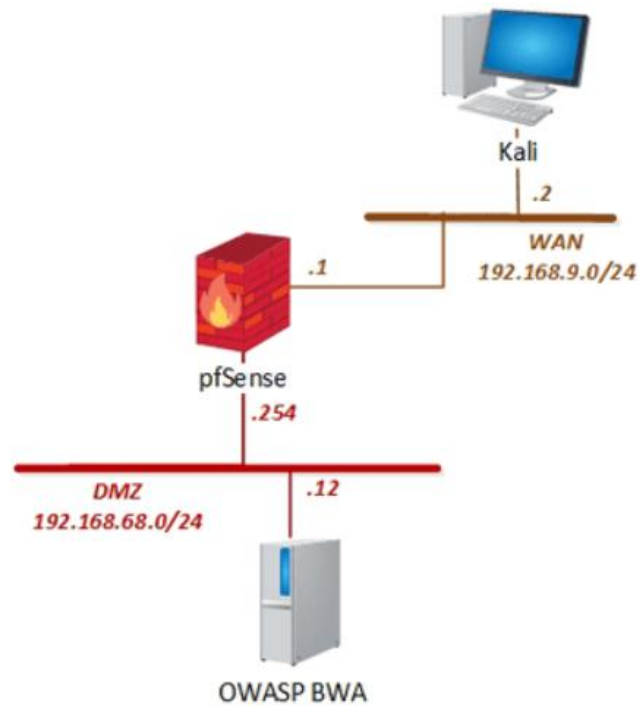 Kali
.2
WAN
192.168.9.0/24
.1
pfSense
.254
DMZ
192.168.68.0/24
.12
OWASP BWA